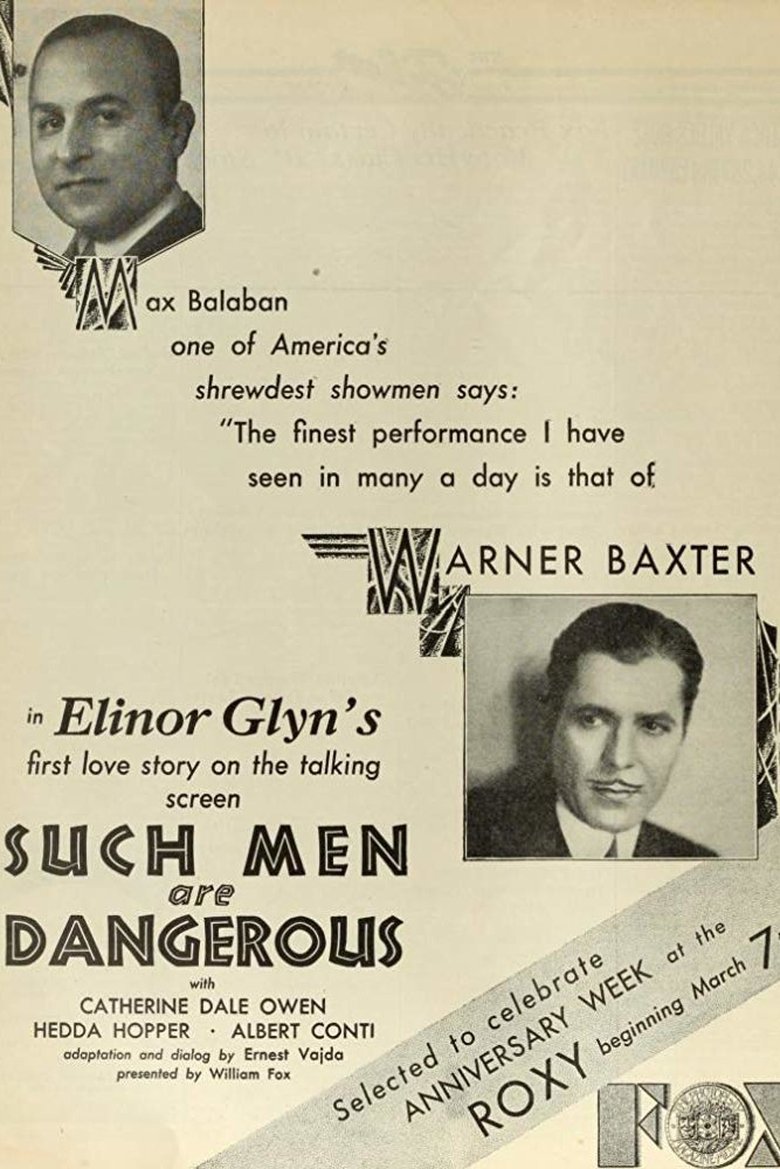 Max Balaban
one of America's
shrewdest showmen says:
"The finest performance I have
seen in many a day is that of
WARNER BAXTER
in Elinor Glyn's
first love story on the talking
screen
SUCH MEN
are
DANGEROUS
with
CATHERINE DALE OWEN
HEDDA HOPPER · ALBERT CONTI
adaptation and dialog by Ernest Vajda
presented by William Fox
Selected to celebrate
ANNIVERSARY WEEK at the
ROXY beginning March 7
FOX